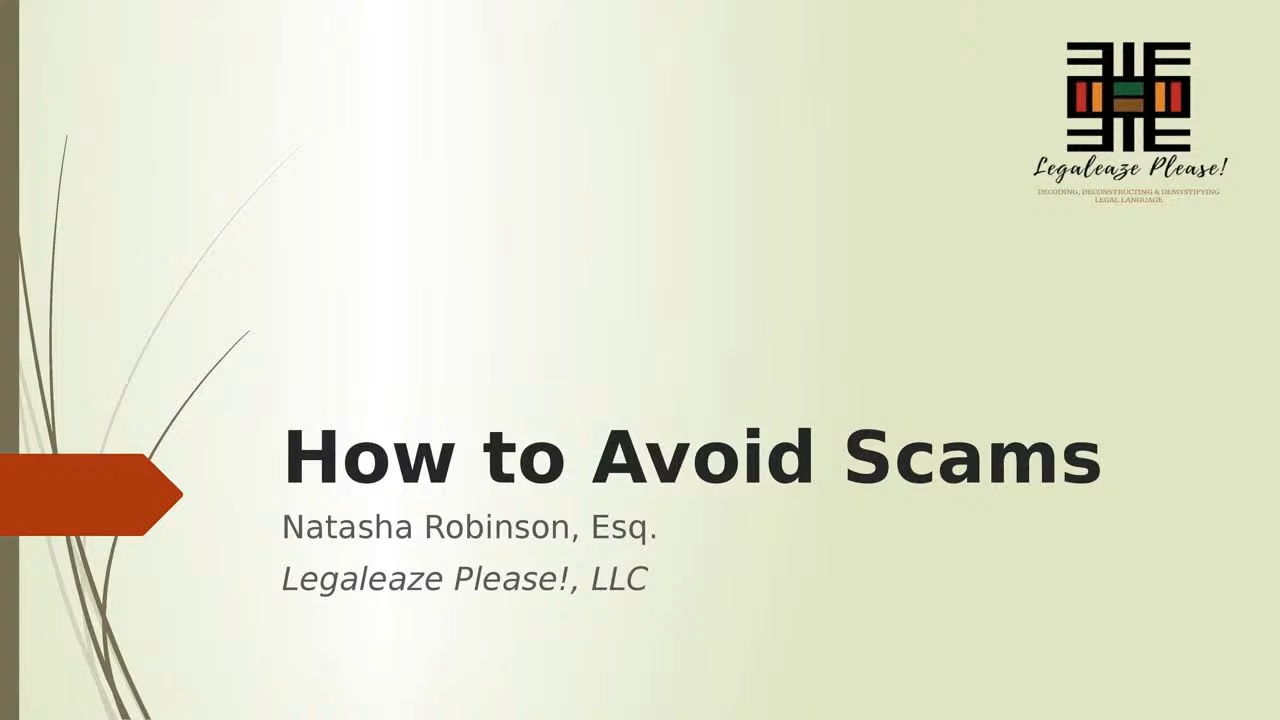 Legaleaze Please!
DECODING, DECONSTRUCTING & DEMYSTIFYING
LEGAL LANGUAGE
How to Avoid Scams
Natasha Robinson, Esq.
Legaleaze Please!, LLC